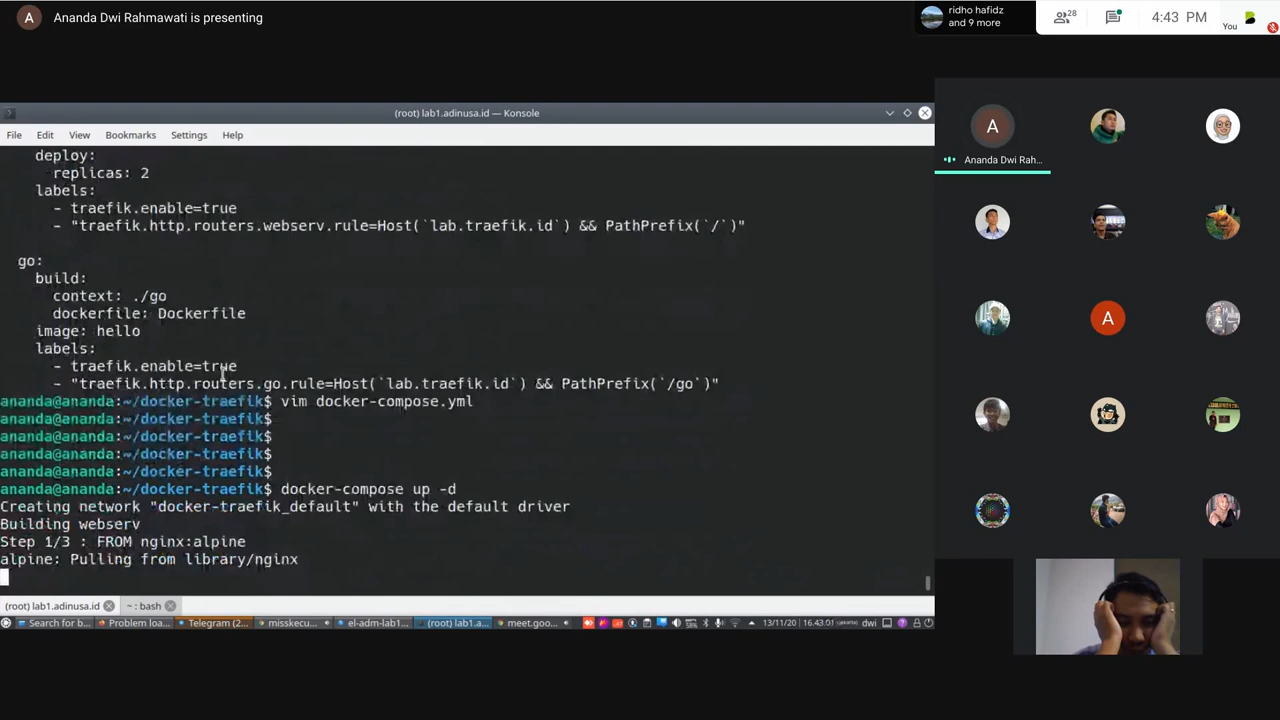 A Ananda Dwi Rahmawati is presenting
ridho hafidz
and 9 more
28
4:43 PM
You
(root) lab1.adinusa.id — Konsole
File Edit View Bookmarks Settings Help
deploy:
replicas: 2
labels:
- traefik.enable=true
- "traefik.http.routers.webserv.rule=Host(`lab.traefik.id`) && PathPrefix(`/`)"
go:
build:
context: ./go
dockerfile: Dockerfile
image: hello
labels:
- traefik.enable=true
- "traefik.http.routers.go.rule=Host(`lab.traefik.id`) && PathPrefix(`/go`)"
ananda@ananda:~/docker-traefik$ vim docker-compose.yml
ananda@ananda:~/docker-traefik$
ananda@ananda:~/docker-traefik$
ananda@ananda:~/docker-traefik$
ananda@ananda:~/docker-traefik$
ananda@ananda:~/docker-traefik$ docker-compose up -d
Creating network "docker-traefik_default" with the default driver
Building webserv
Step 1/3 : FROM nginx:alpine
alpine: Pulling from library/nginx
(root) lab1.adinusa.id ~ : bash
Search for b... Problem loa... Telegram (2... misskecu... el-adm-lab1... (root) lab1.a... meet.goo... 13/11/20 16.43.01 (Jakarta) dwi
A
Ananda Dwi Rah...
A